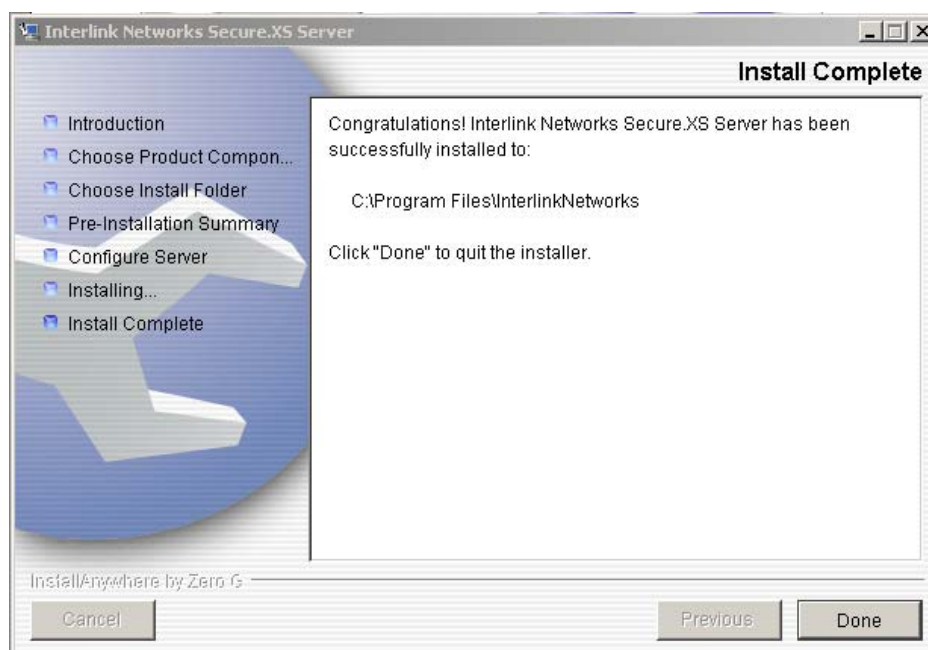 Interlink Networks Secure.XS Server
Install Complete
Introduction
Choose Product Compon...
Choose Install Folder
Pre-Installation Summary
Configure Server
Installing...
Install Complete
Congratulations! Interlink Networks Secure.XS Server has been
successfully installed to:
C:\Program Files\InterlinkNetworks
Click "Done" to quit the installer.
InstallAnywhere by Zero G
Cancel
Previous
Done